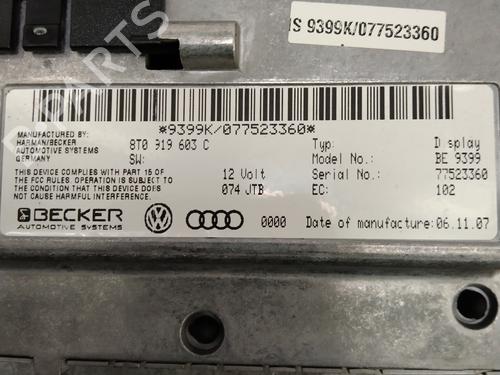 IS 9399K/077523360
*9399K/077523360*
MANUFACTURED BY:
HARMAN/BECKER
AUTOMOTIVE SYSTEMS
GERMANY
8T0 919 603 C
SW:
Typ: D splay
Model No.: BE 9399
THIS DEVICE COMPLIES WITH PART 15 OF
THE FCC RULES. OPERATION IS SUBJECT TO
THE CONDITION THAT THIS DEVICE DOES
NOT CAUSE HARMFUL INTERFERENCE.
12 Volt
074 JTB
Serial No.: 77523360
EC: 102
BECKER
AUTOMOTIVE SYSTEMS
0000
Date of manufacture: 06.11.07
B PARTS